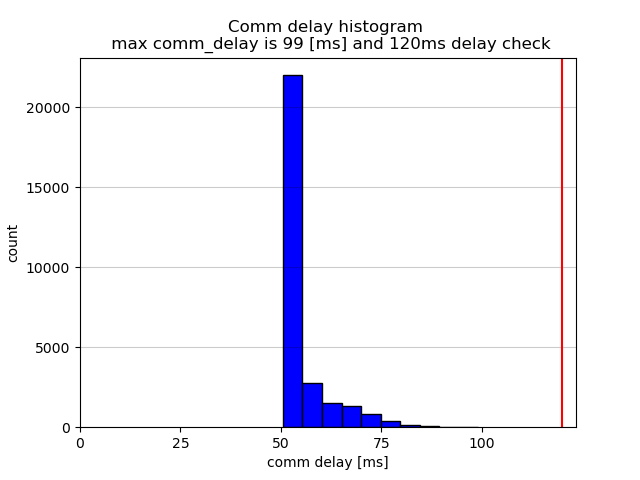 Comm delay histogram
max comm_delay is 99 [ms] and 120ms delay check
count
20000
15000
10000
5000
0
0 25 50 75 100
comm delay [ms]